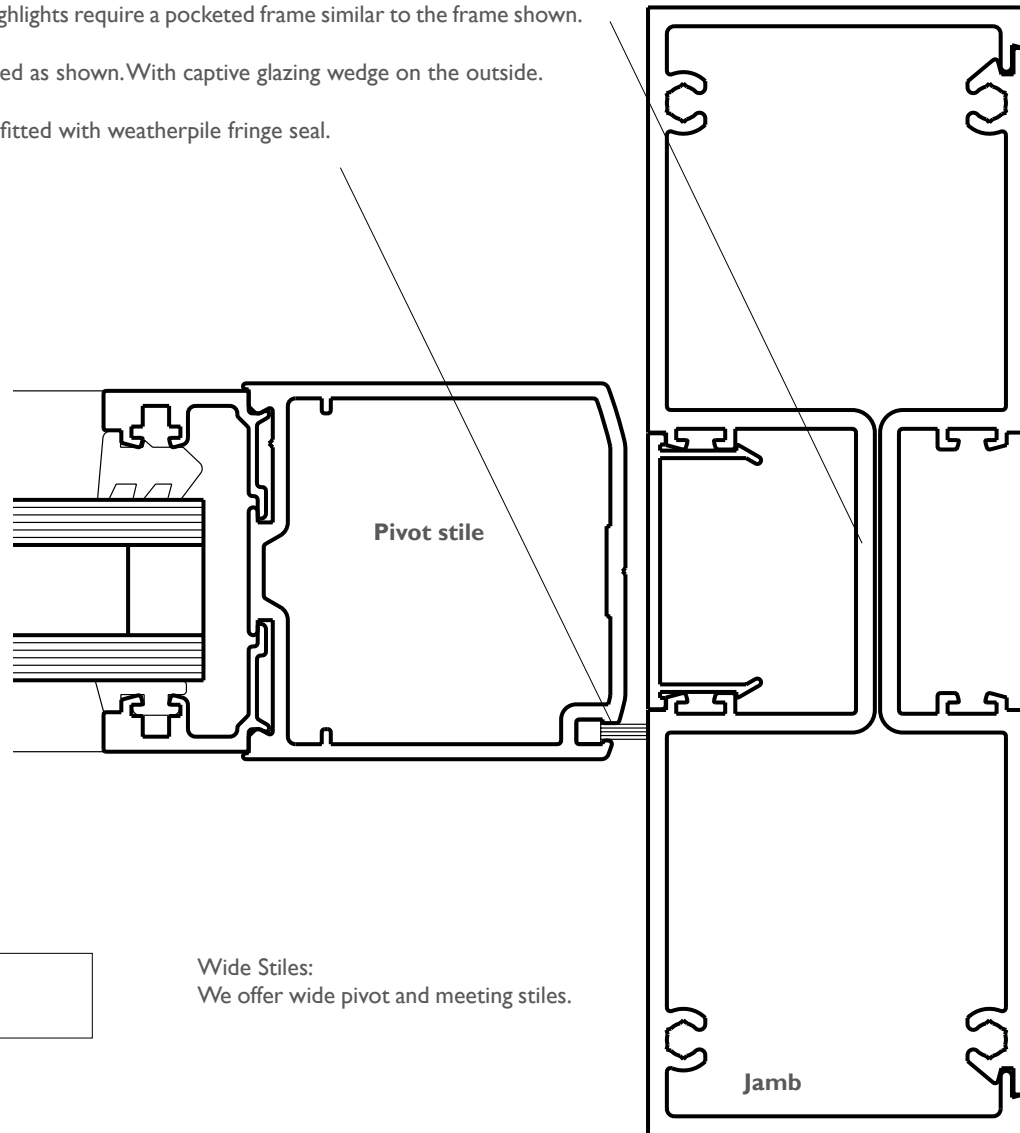 ghlights require a pocketed frame similar to the frame shown.
ed as shown. With captive glazing wedge on the outside.
fitted with weatherpile fringe seal.
Pivot stile
Wide Stiles:
We offer wide pivot and meeting stiles.
Jamb